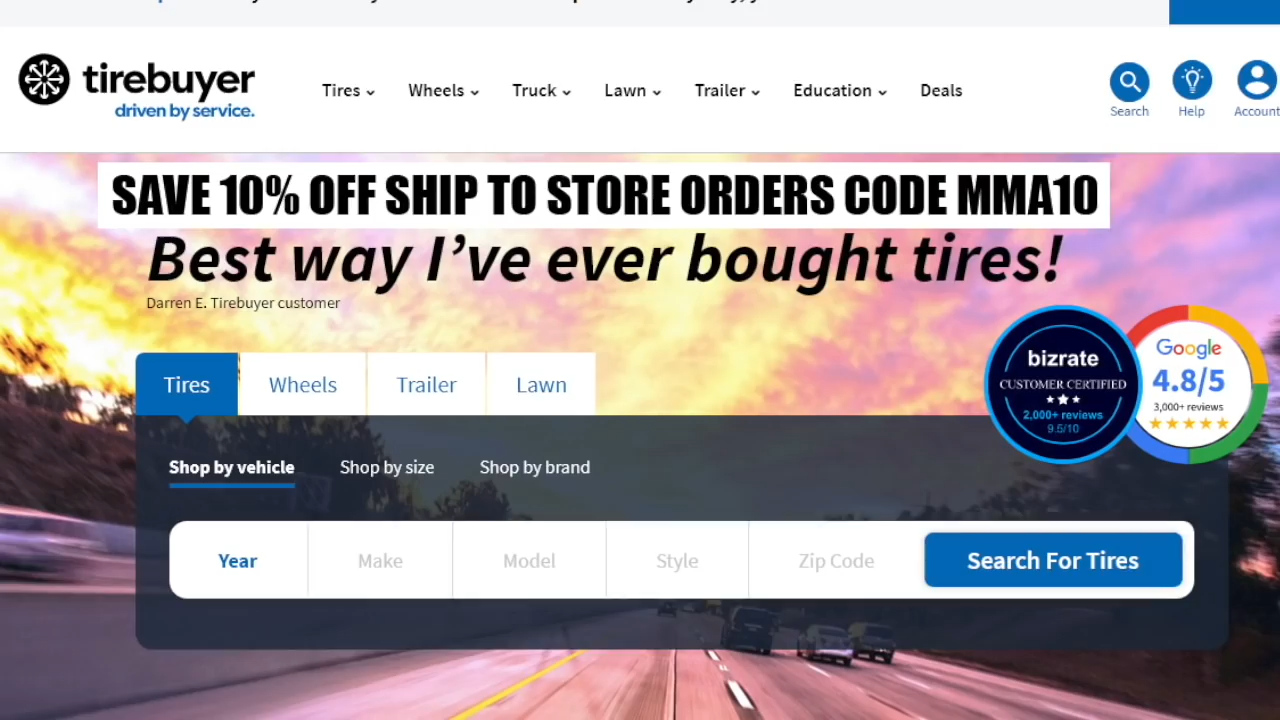 tirebuyer
driven by service.
Tires
Wheels
Truck
Lawn
Trailer
Education
Deals
Search
Help
Account
SAVE 10% OFF SHIP TO STORE ORDERS CODE MMA10
Best way I’ve ever bought tires!
Darren E. Tirebuyer customer
bizrate
CUSTOMER CERTIFIED
2,000+ reviews
9.5/10
Google
4.8/5
3,000+ reviews
Tires
Wheels
Trailer
Lawn
Shop by vehicle
Shop by size
Shop by brand
Year
Make
Model
Style
Zip Code
Search For Tires